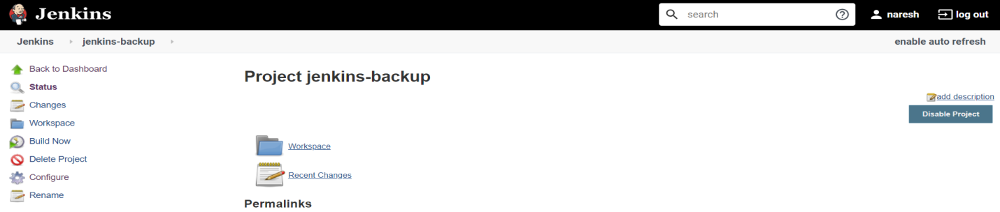 Jenkins
search
naresh
log out
Jenkins
jenkins-backup
enable auto refresh
Back to Dashboard
Status
Changes
Workspace
Build Now
Delete Project
Configure
Rename
Project jenkins-backup
add description
Disable Project
Workspace
Recent Changes
Permalinks